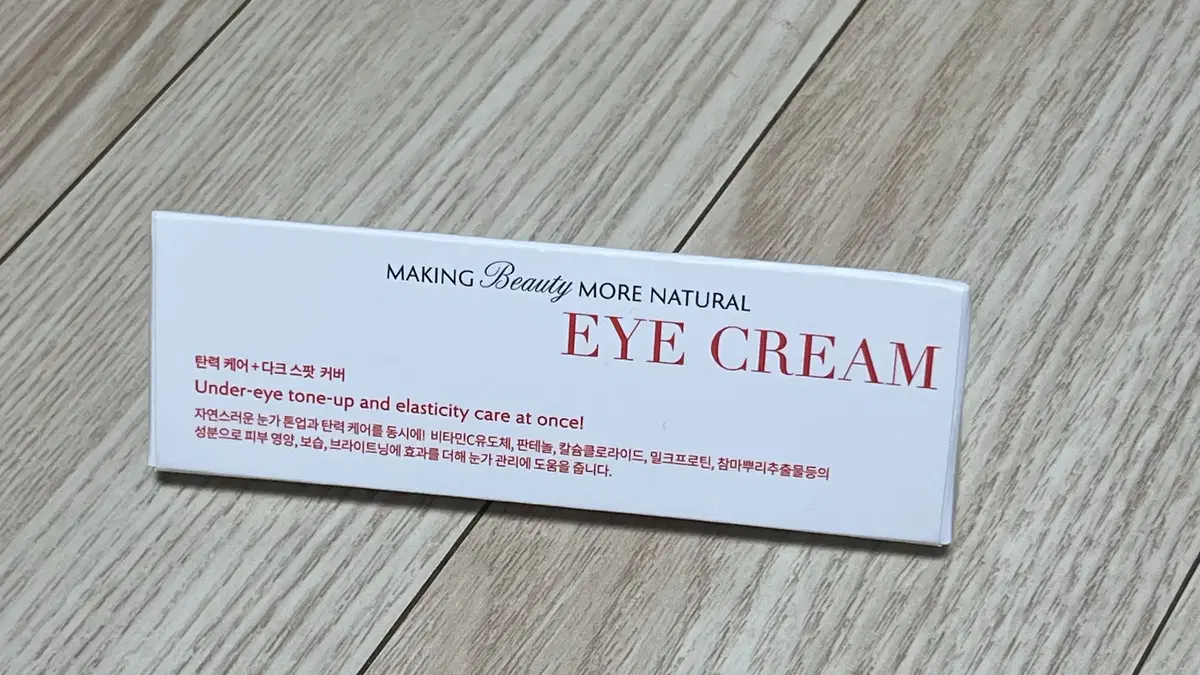 MAKING Beauty MORE NATURAL
EYE CREAM
탄력 케어 + 다크 스팟 커버
Under-eye tone-up and elasticity care at once!
자연스러운 눈가 톤업과 탄력 케어를 동시에! 비타민C유도체, 판테놀, 칼슘클로라이드, 밀크프로틴, 참마뿌리추출물등의
성분으로 피부 영양, 보습, 브라이트닝에 효과를 더해 눈가 관리에 도움을 줍니다.